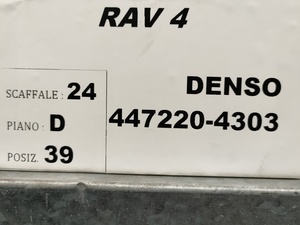 RAV 4
SCAFFALE : 24
PIANO : D
POSIZ. 39
DENSO
447220-4303